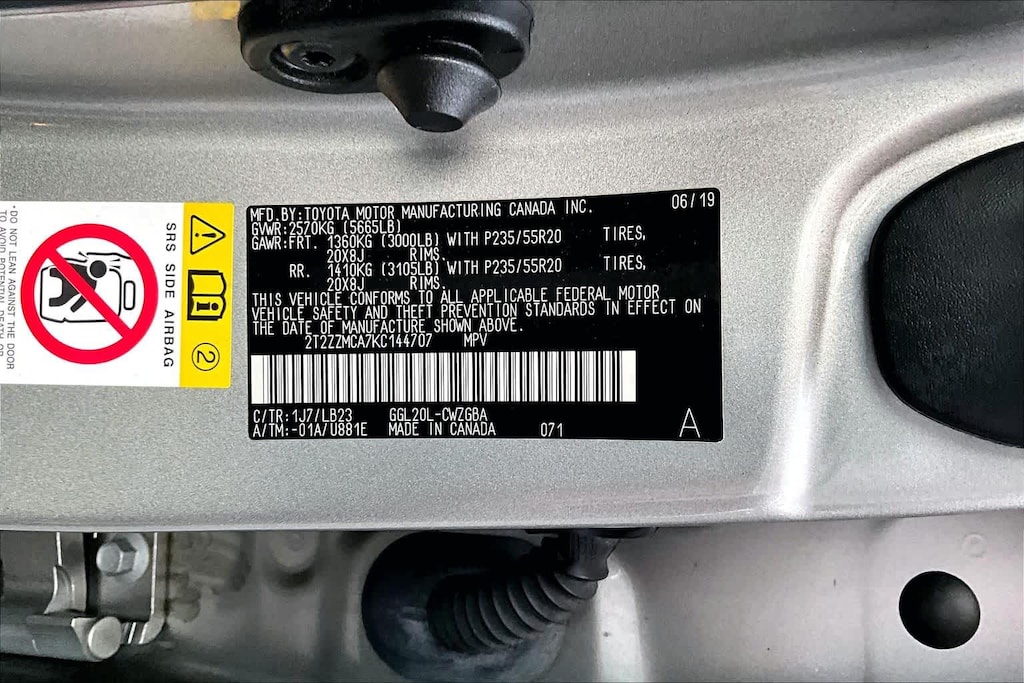 MFD. BY: TOYOTA MOTOR MANUFACTURING CANADA INC. 06/19
GVWR: 2570KG (5665LB)
GAWR: FRT. 1360KG (3000LB) WITH P235/55R20 TIRES,
20X8J RIMS.
RR. 1410KG (3105LB) WITH P235/55R20 TIRES,
20X8J RIMS.
THIS VEHICLE CONFORMS TO ALL APPLICABLE FEDERAL MOTOR
VEHICLE SAFETY AND THEFT PREVENTION STANDARDS IN EFFECT ON
THE DATE OF MANUFACTURE SHOWN ABOVE.
2T2ZZMCA7KC144707 MPV
C/TR: 1J7/LB23 GGL20L-CWZGBA
A/TM:-01A/U881E MADE IN CANADA 071 A
SRS SIDE AIRBAG
2
·DO NOT LEAN AGAINST THE DOOR
TO AVOID POTENTIAL DEATH OR